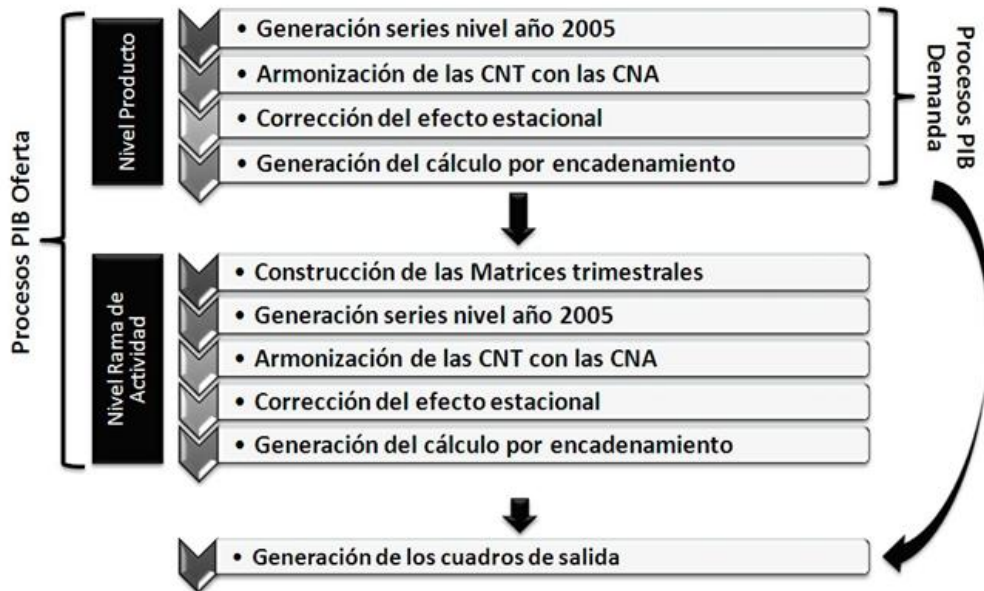 Procesos PIB Oferta
Nivel Producto
• Generación series nivel año 2005
• Armonización de las CNT con las CNA
• Corrección del efecto estacional
• Generación del cálculo por encadenamiento
Procesos PIB
Demanda
Nivel Rama de
Actividad
• Construcción de las Matrices trimestrales
• Generación series nivel año 2005
• Armonización de las CNT con las CNA
• Corrección del efecto estacional
• Generación del cálculo por encadenamiento
• Generación de los cuadros de salida